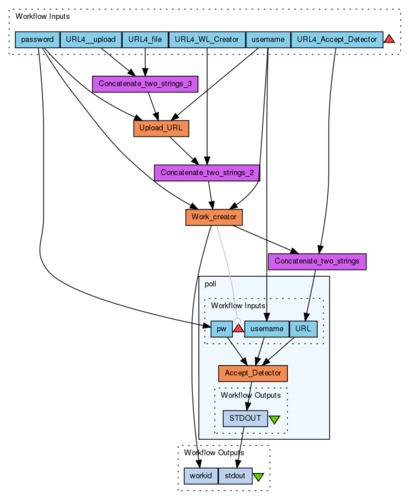 Workflow Inputs
password URL4__upload URL4_file URL4_WL_Creator username URL4_Accept_Detector
Concatenate_two_strings_3
Upload_URL
Concatenate_two_strings_2
Work_creator
Concatenate_two_strings
poll
Workflow Inputs
pw username URL
Accept_Detector
Workflow Outputs
STDOUT
Workflow Outputs
workid stdout